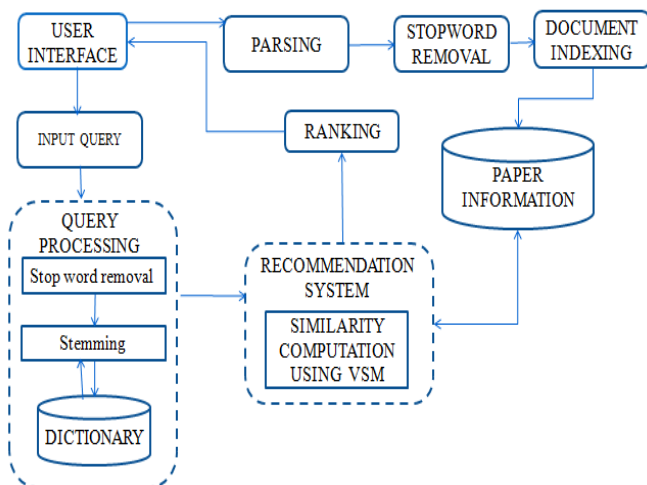 USER
INTERFACE
PARSING
STOPWORD
REMOVAL
DOCUMENT
INDEXING
INPUT QUERY
RANKING
PAPER
INFORMATION
QUERY
PROCESSING
Stop word removal
Stemming
DICTIONARY
RECOMMENDATION
SYSTEM
SIMILARITY
COMPUTATION
USING VSM